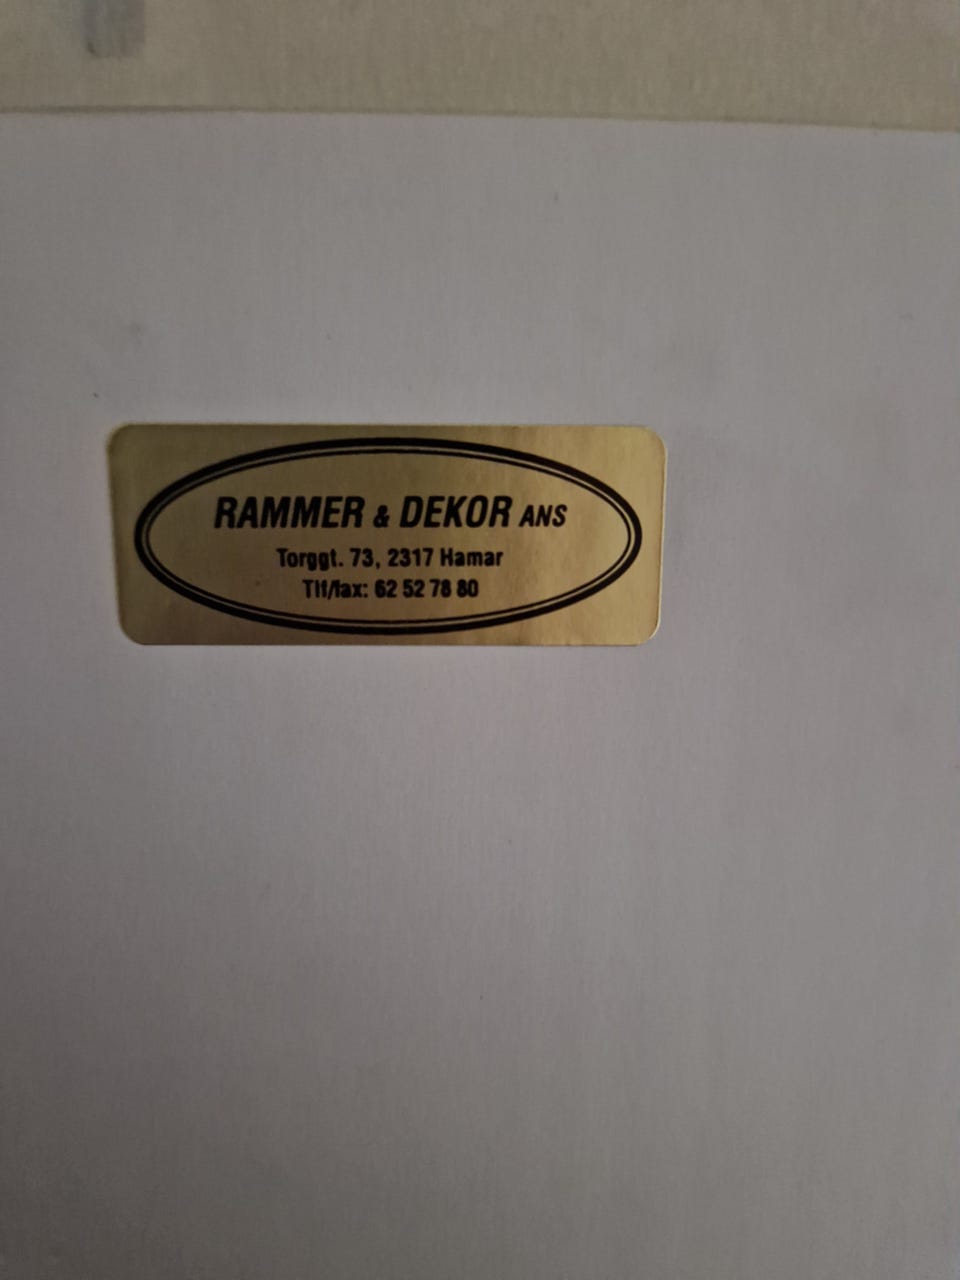 RAMMER & DEKOR ANS
Torggt. 73, 2317 Hamar
Tlf/fax: 62 52 78 80